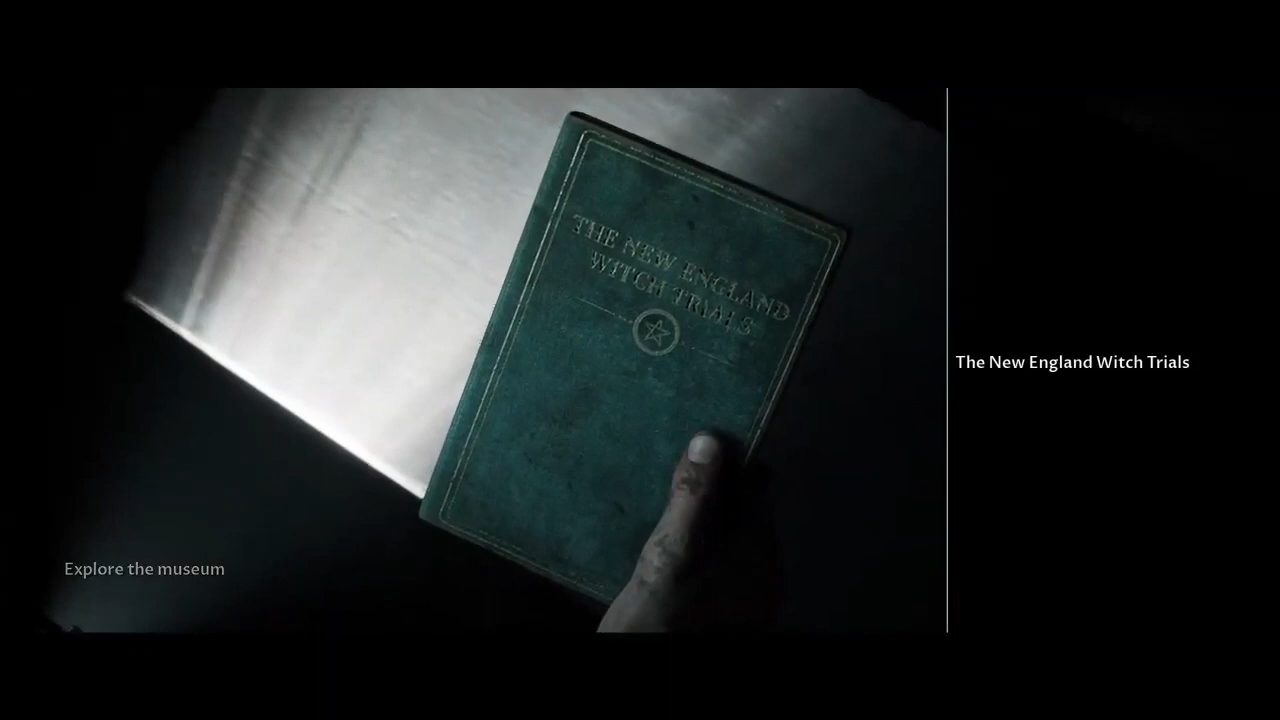 THE NEW ENGLAND
WITCH TRIALS
The New England Witch Trials
Explore the museum